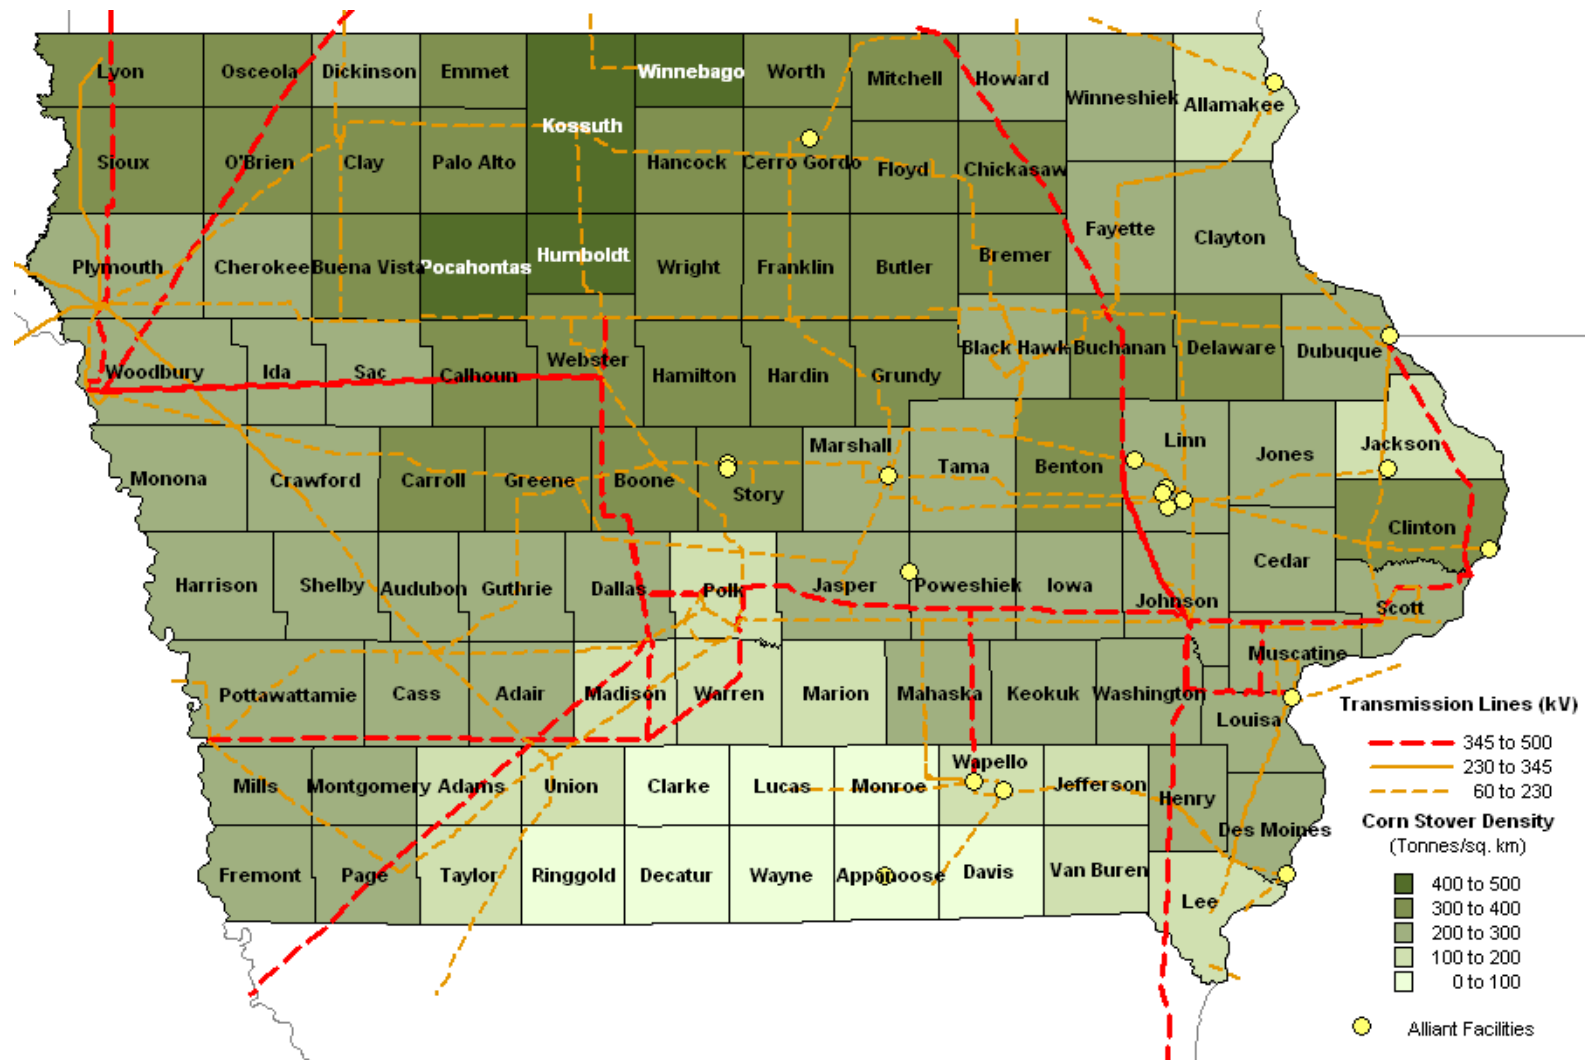 Lyon
Osceola
Dickinson
Emmet
Winnebago
Worth
Mitchell
Howard
Winneshiek
Allamakee
Kossuth
Sioux
O'Brien
Clay
Palo Alto
Hancock
Cerro Gordo
Floyd
Chickasaw
Plymouth
Cherokee
Buena Vista
Pocahontas
Humboldt
Wright
Franklin
Butler
Bremer
Fayette
Clayton
Woodbury
Ida
Sac
Calhoun
Webster
Hamilton
Hardin
Grundy
Black Hawk
Buchanan
Delaware
Dubuque
Monona
Crawford
Carroll
Greene
Boone
Story
Marshall
Tama
Benton
Linn
Jones
Jackson
Clinton
Harrison
Shelby
Audubon
Guthrie
Dallas
Polk
Jasper
Poweshiek
Iowa
Johnson
Cedar
Scott
Muscatine
Pottawattamie
Cass
Adair
Madison
Warren
Marion
Mahaska
Keokuk
Washington
Louisa
Mills
Montgomery
Adams
Union
Clarke
Lucas
Monroe
Wapello
Jefferson
Henry
Des Moines
Fremont
Page
Taylor
Ringgold
Decatur
Wayne
Appanoose
Davis
Van Buren
Lee
Transmission Lines (kV)
345 to 500
230 to 345
60 to 230
Corn Stover Density
(Tonnes/sq. km)
400 to 500
300 to 400
200 to 300
100 to 200
0 to 100
Alliant Facilities